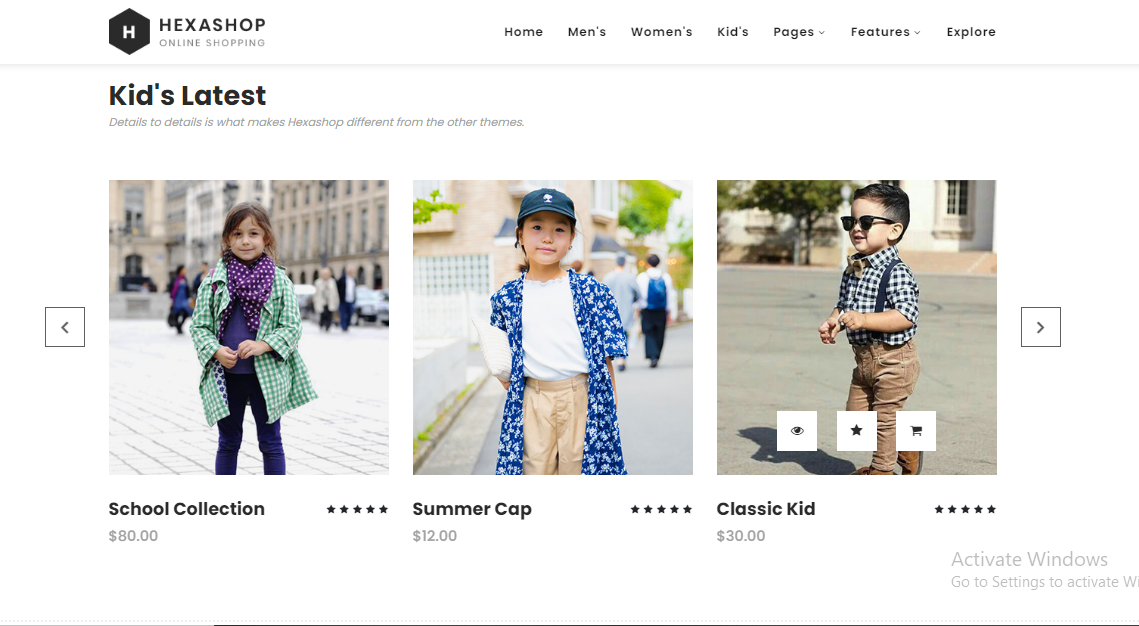 H
HEXASHOP
ONLINE SHOPPING
Home Men's Women's Kid's Pages Features Explore
Kid's Latest
Details to details is what makes Hexashop different from the other themes.
School Collection
$80.00
Summer Cap
$12.00
Classic Kid
$30.00
Activate Windows
Go to Settings to activate Wi